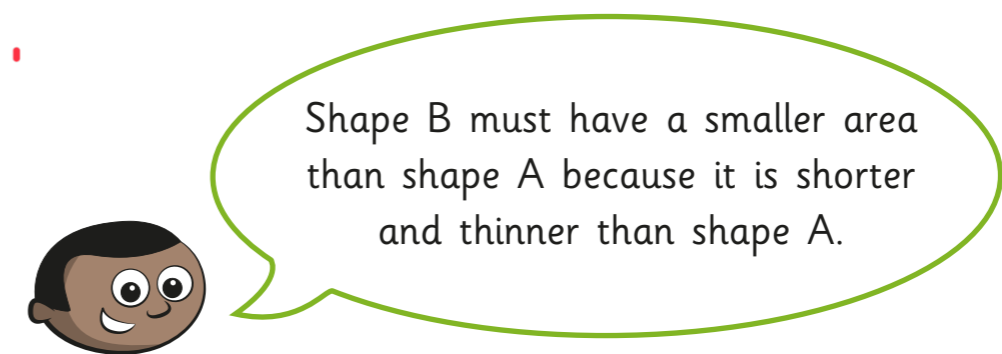 Shape B must have a smaller area
than shape A because it is shorter
and thinner than shape A.